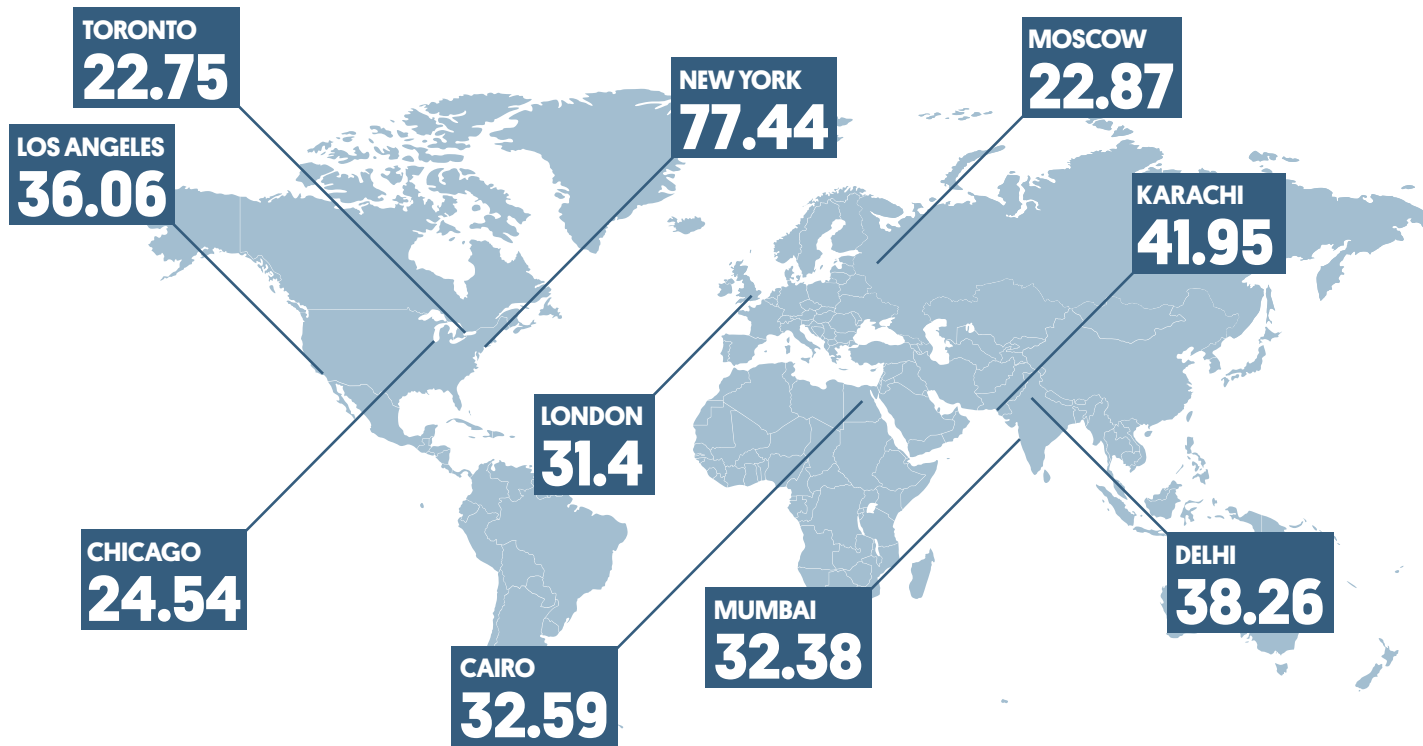 TORONTO
22.75
NEW YORK
77.44
MOSCOW
22.87
LOS ANGELES
36.06
KARACHI
41.95
LONDON
31.4
CHICAGO
24.54
DELHI
38.26
MUMBAI
32.38
CAIRO
32.59